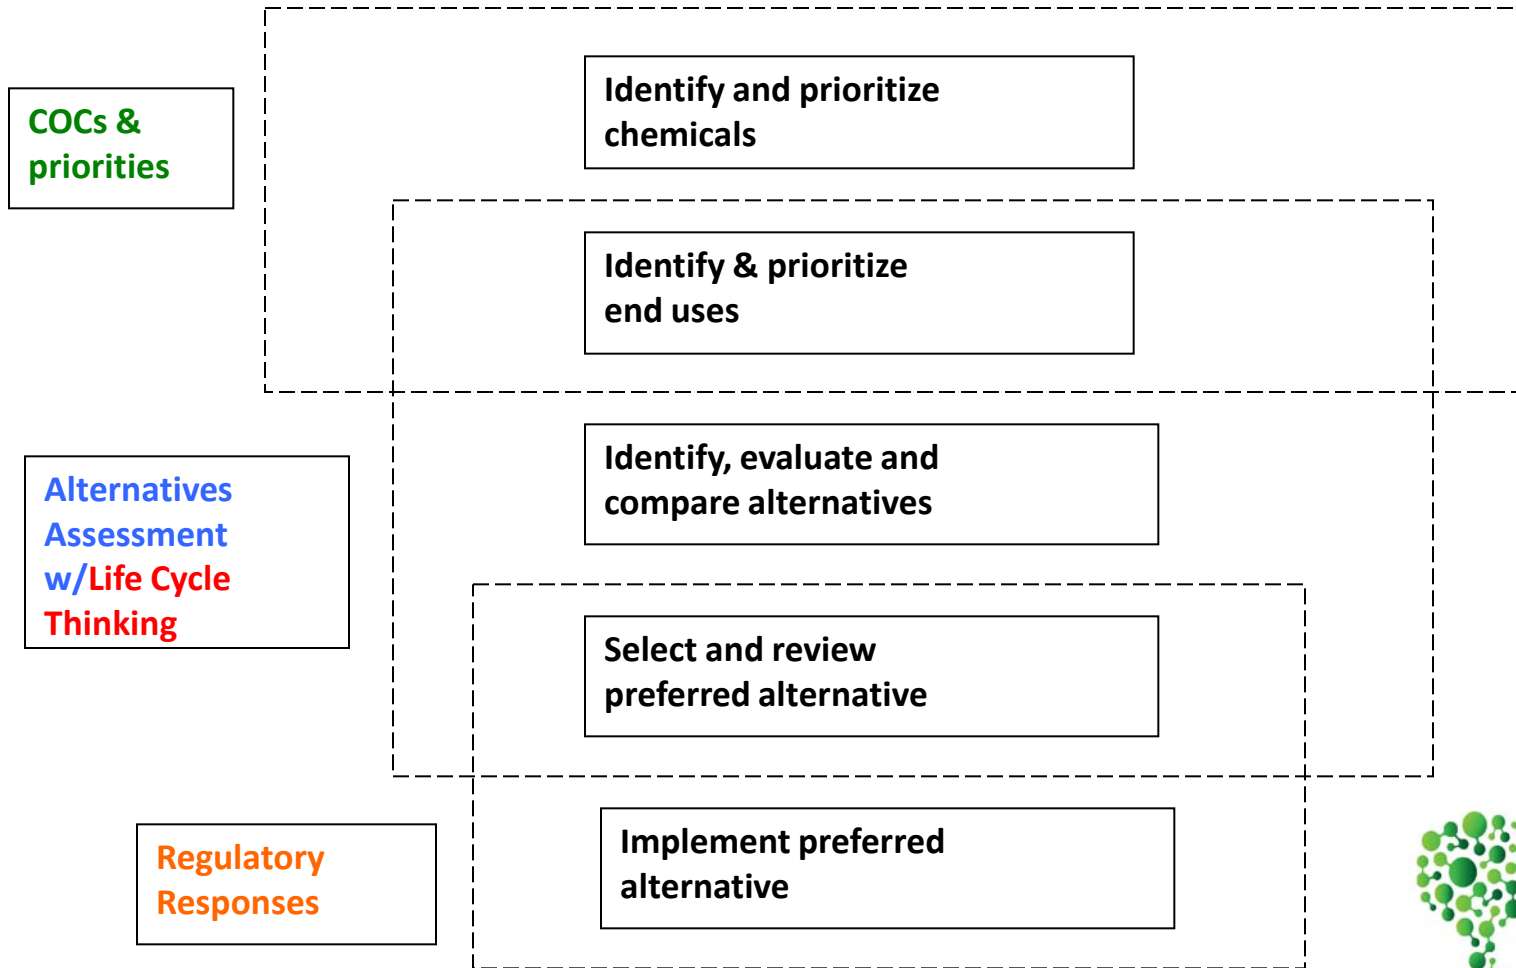 COCs &
priorities
Identify and prioritize
chemicals
Identify & prioritize
end uses
Alternatives
Assessment
w/Life Cycle
Thinking
Identify, evaluate and
compare alternatives
Select and review
preferred alternative
Regulatory
Responses
Implement preferred
alternative